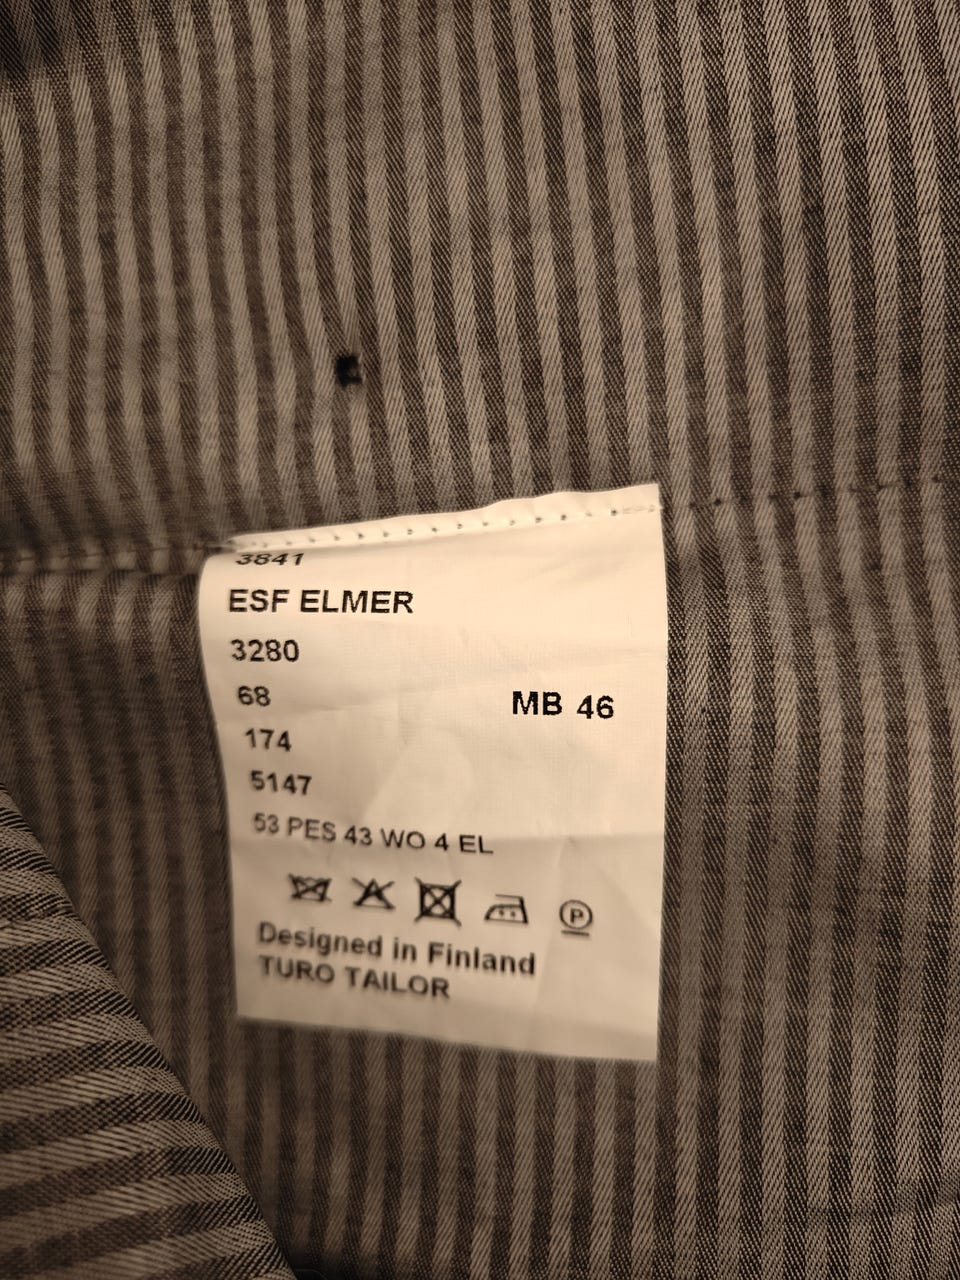 3841
ESF ELMER
3280
68 MB 46
174
5147
53 PES 43 WO 4 EL
P
Designed in Finland
TURO TAILOR